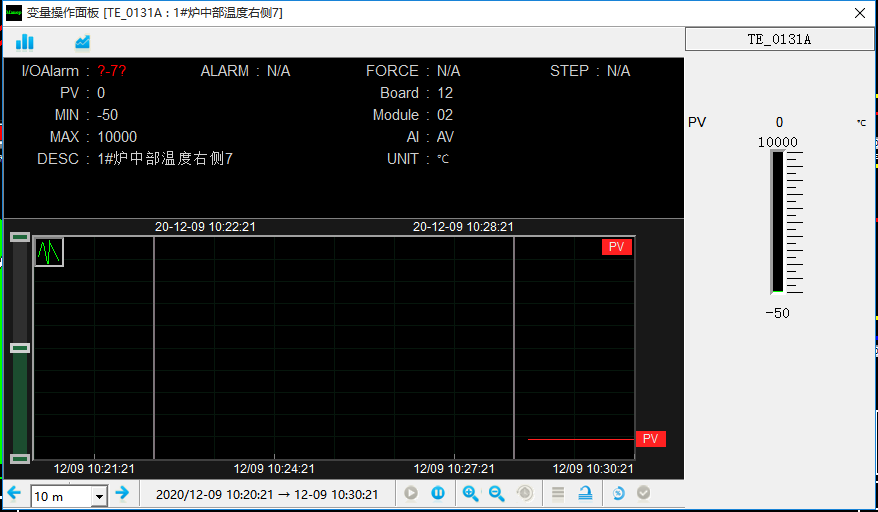 变量操作面板 [TE_0131A : 1#炉中部温度右侧7]
TE_0131A
I/OAlarm : ?-7? ALARM : N/A FORCE : N/A STEP : N/A
PV : 0 Board : 12
MIN : -50 Module : 02
MAX : 10000 AI : AV
DESC : 1#炉中部温度右侧7 UNIT : ℃
PV 0 ℃
10000
-50
20-12-09 10:22:21 20-12-09 10:28:21
PV
PV
12/09 10:21:21 12/09 10:24:21 12/09 10:27:21 12/09 10:30:21
10 m 2020/12-09 10:20:21 → 12-09 10:30:21